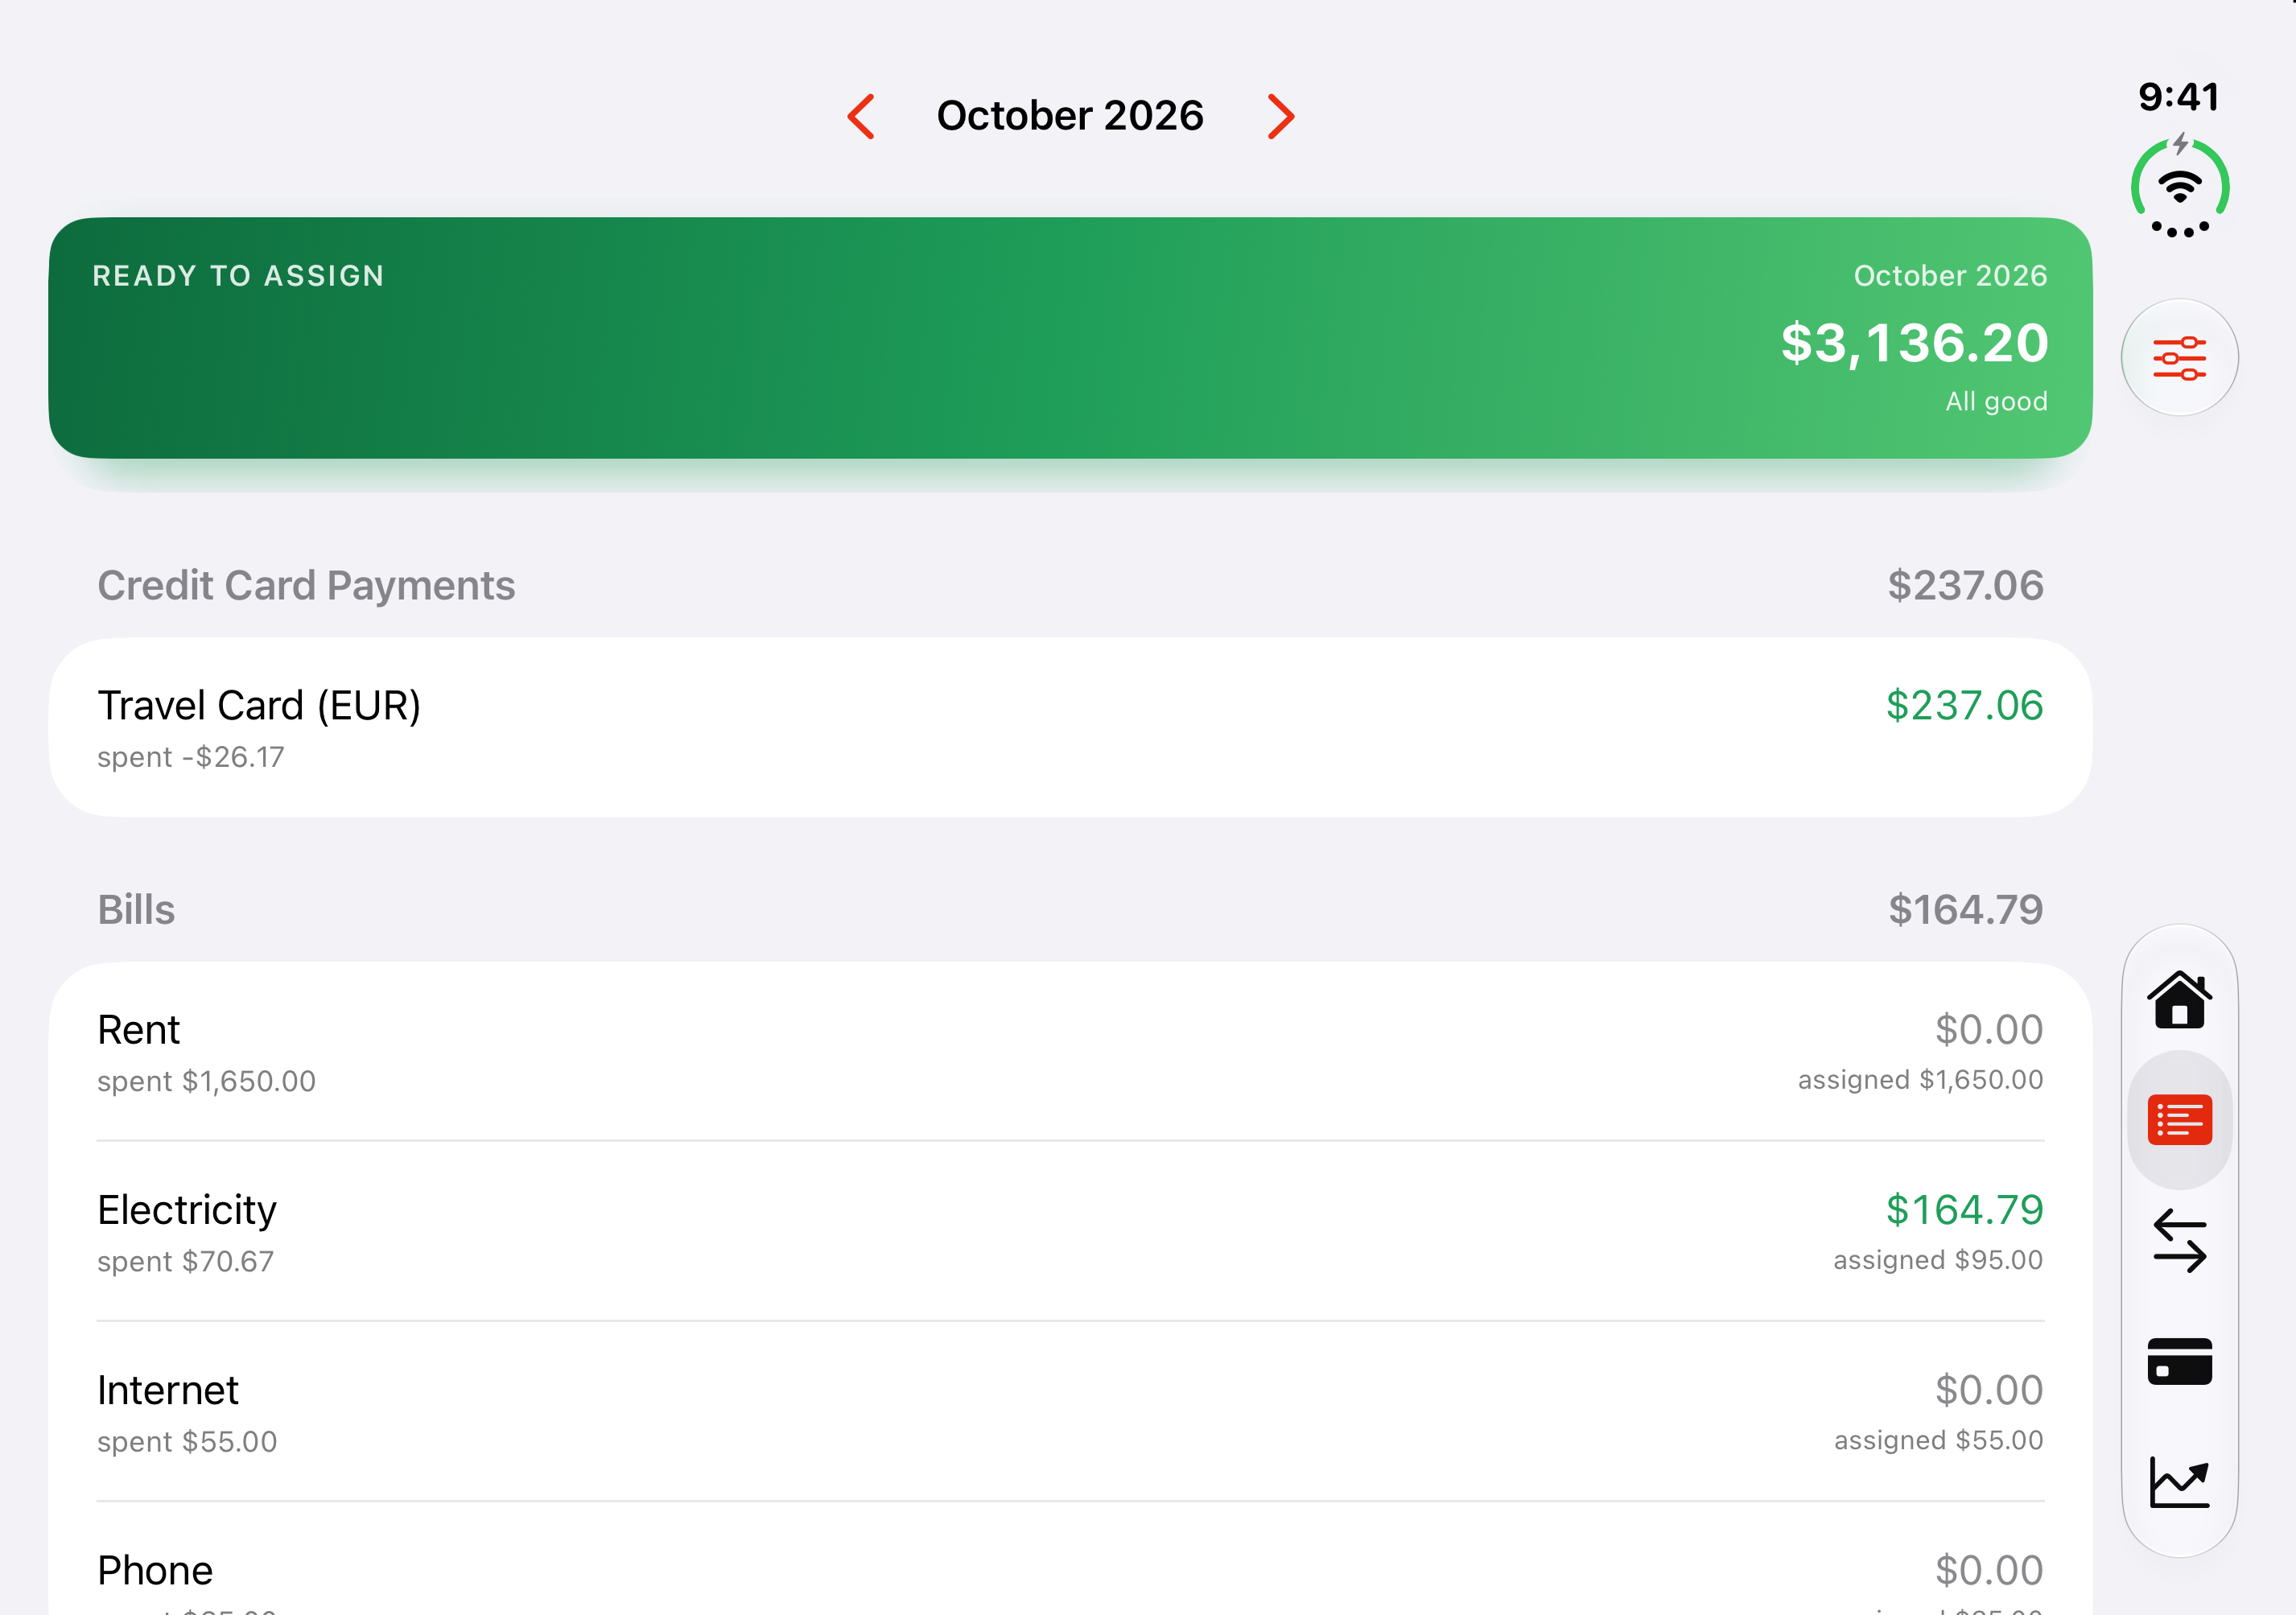 October 2026
9:41
READY TO ASSIGN
October 2026
$3,136.20
All good
Credit Card Payments
$237.06
Travel Card (EUR)
$237.06
spent -$26.17
Bills
$164.79
Rent
$0.00
spent $1,650.00
assigned $1,650.00
Electricity
$164.79
spent $70.67
assigned $95.00
Internet
$0.00
spent $55.00
assigned $55.00
Phone
$0.00